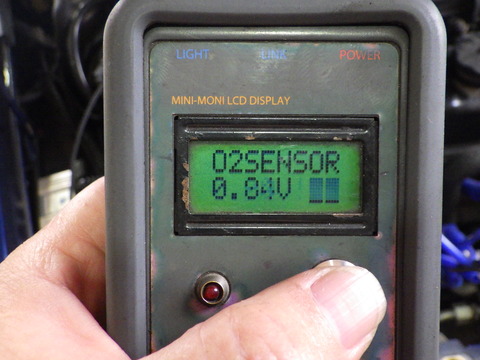 LIGHT LINK POWER
MINI-MONI LCD DISPLAY
O2SENSOR
0.84V